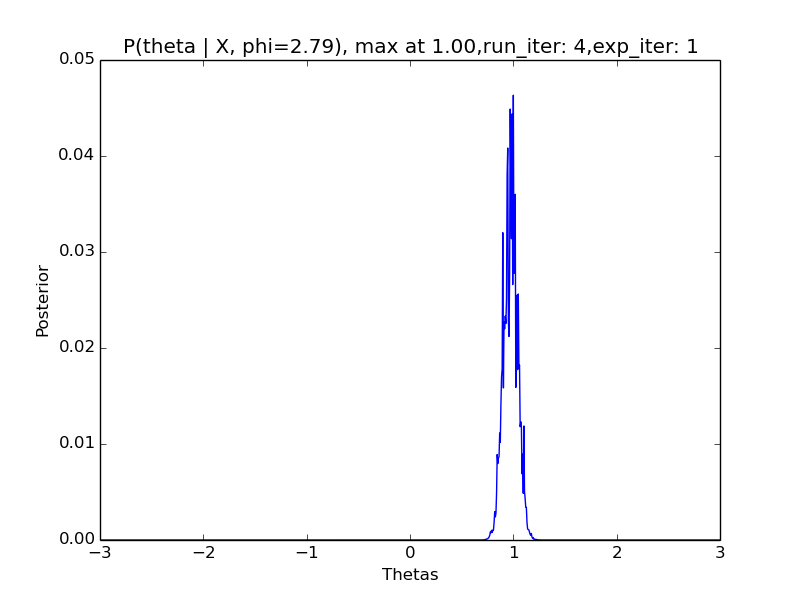 P(theta | X, phi=2.79), max at 1.00,run_iter: 4,exp_iter: 1
0.05
0.04
0.03
0.02
0.01
0.00
Posterior
−3 −2 −1 0 1 2 3
Thetas